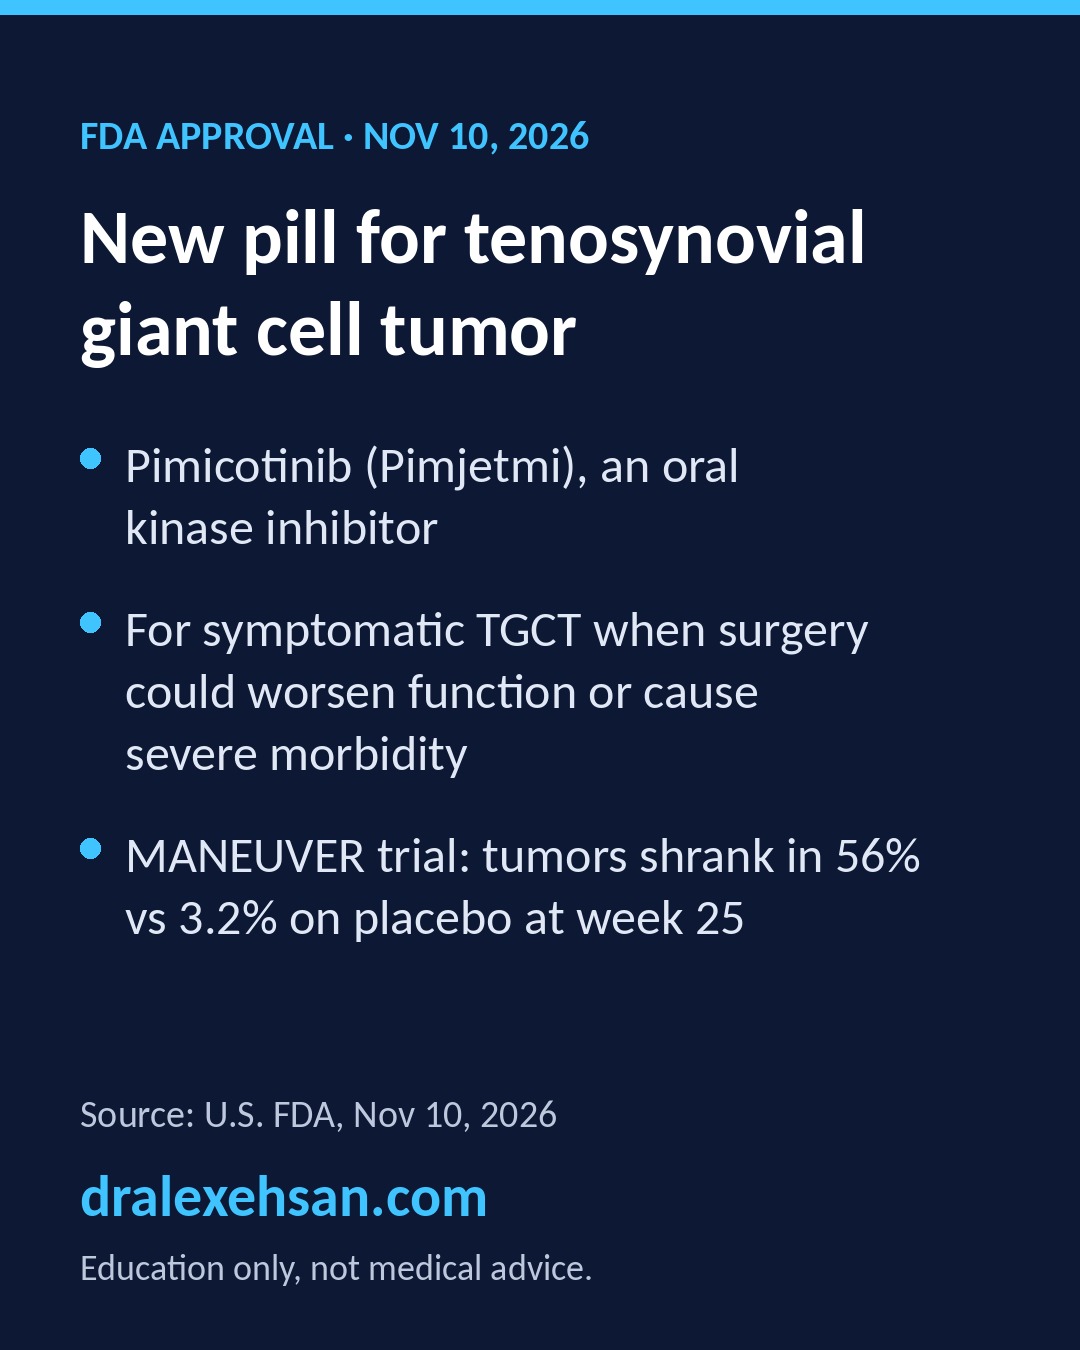 FDA APPROVAL · NOV 10, 2026
New pill for tenosynovial
giant cell tumor
Pimicotinib (Pimjetmi), an oral
kinase inhibitor
For symptomatic TGCT when surgery
could worsen function or cause
severe morbidity
MANEUVER trial: tumors shrank in 56%
vs 3.2% on placebo at week 25
Source: U.S. FDA, Nov 10, 2026
dralexehsan.com
Education only, not medical advice.